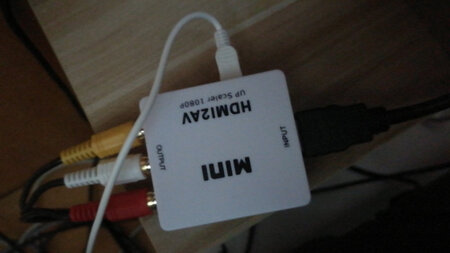 MINI
HDMI2AV
UP Scaler 1080P
INPUT
OUTPUT